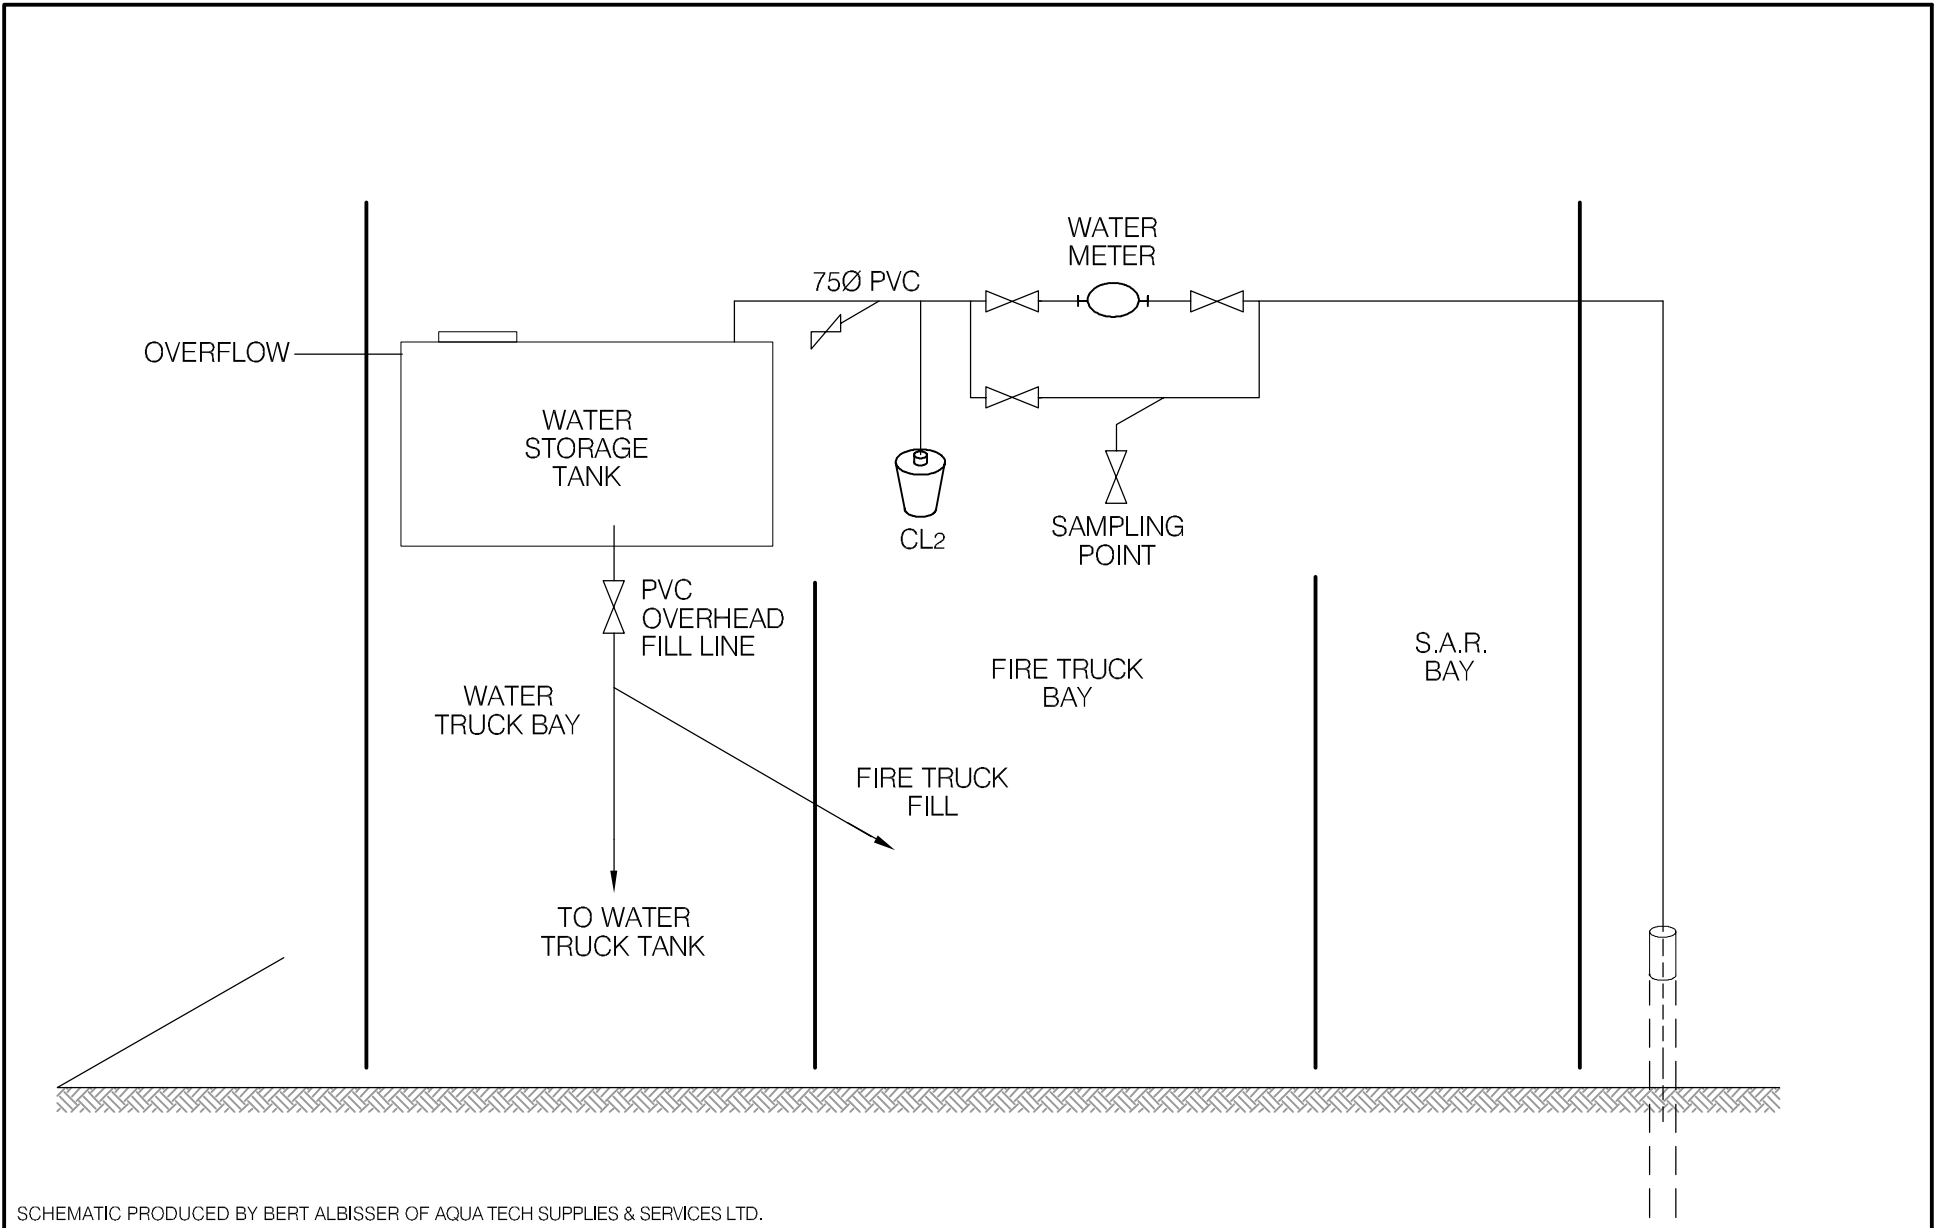 WATER
METER
75Ø PVC
OVERFLOW
WATER
STORAGE
TANK
CL2
SAMPLING
POINT
PVC
OVERHEAD
FILL LINE
S.A.R.
BAY
FIRE TRUCK
BAY
WATER
TRUCK BAY
FIRE TRUCK
FILL
TO WATER
TRUCK TANK
SCHEMATIC PRODUCED BY BERT ALBISSER OF AQUA TECH SUPPLIES & SERVICES LTD.